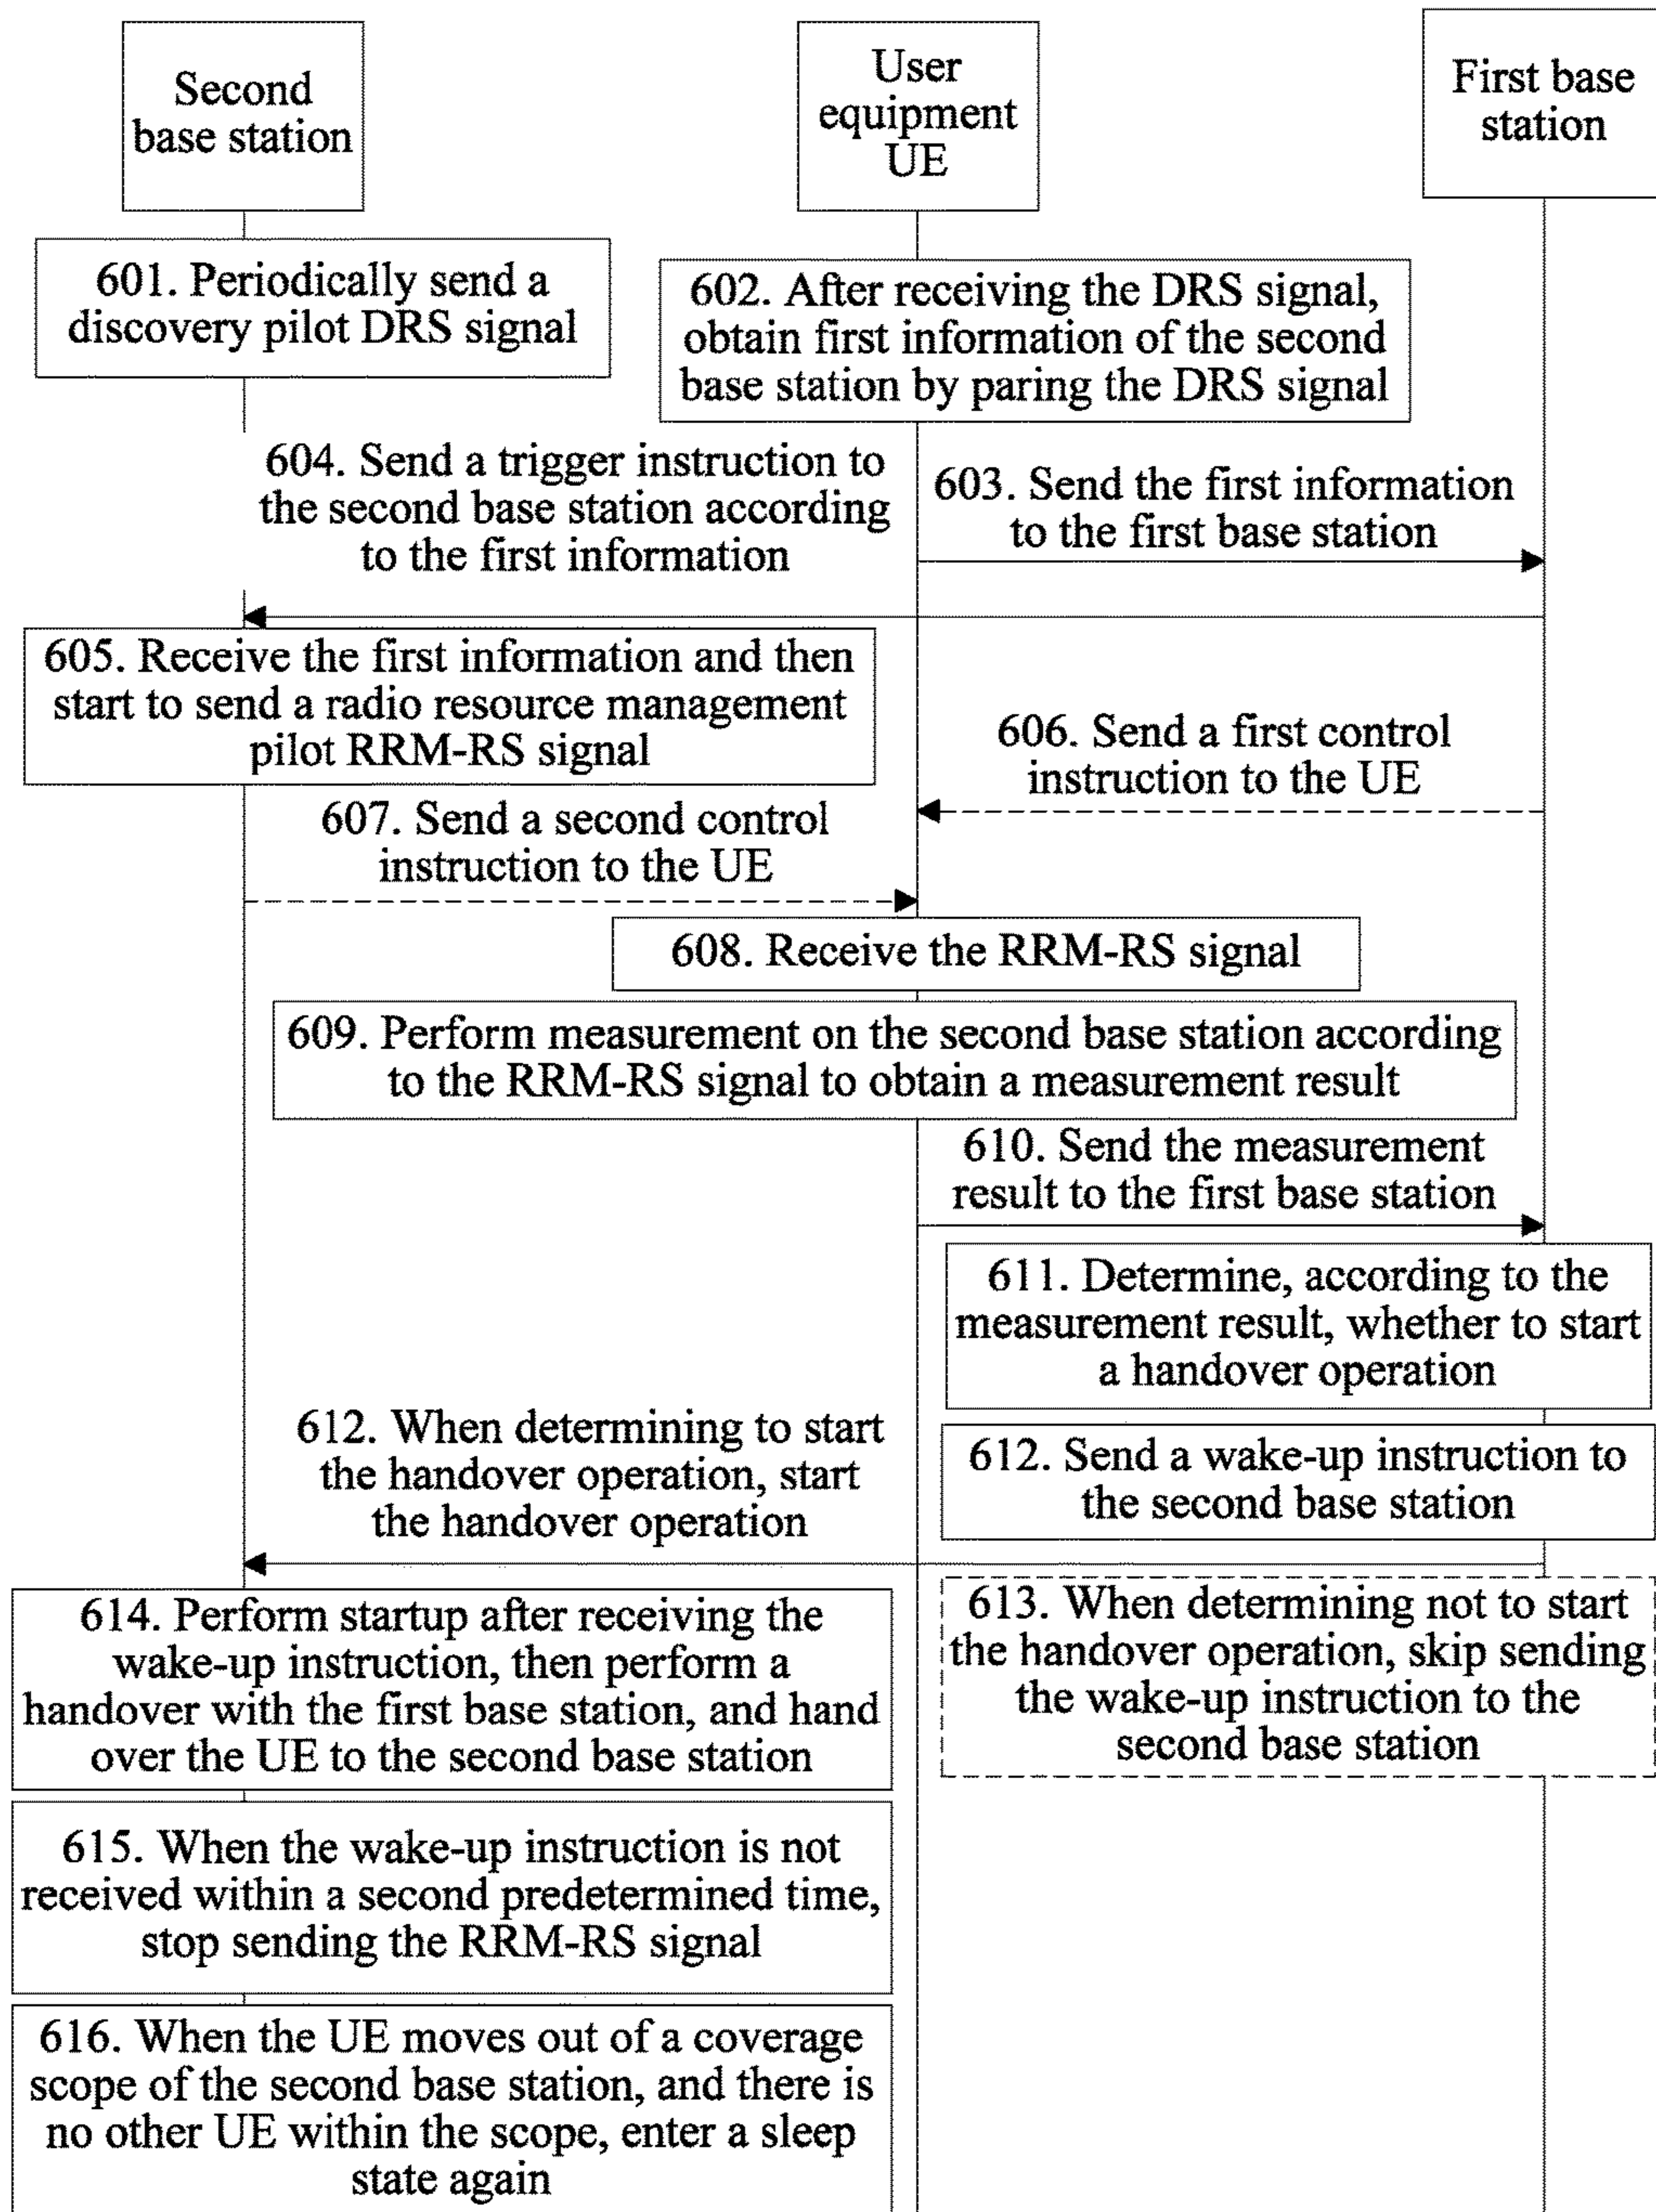 Second
base station
User
equipment
UE
First base
station
601. Periodically send a
discovery pilot DRS signal
602. After receiving the DRS signal,
obtain first information of the second
base station by paring the DRS signal
604. Send a trigger instruction to
the second base station according
to the first information
603. Send the first information
to the first base station
605. Receive the first information and then
start to send a radio resource management
pilot RRM-RS signal
606. Send a first control
instruction to the UE
607. Send a second control
instruction to the UE
608. Receive the RRM-RS signal
609. Perform measurement on the second base station according
to the RRM-RS signal to obtain a measurement result
610. Send the measurement
result to the first base station
611. Determine, according to the
measurement result, whether to start
a handover operation
612. When determining to start
the handover operation, start
the handover operation
612. Send a wake-up instruction to
the second base station
614. Perform startup after receiving the
wake-up instruction, then perform a
handover with the first base station, and hand
over the UE to the second base station
613. When determining not to start
the handover operation, skip sending
the wake-up instruction to the
second base station
615. When the wake-up instruction is not
received within a second predetermined time,
stop sending the RRM-RS signal
616. When the UE moves out of a coverage
scope of the second base station, and there is
no other UE within the scope, enter a sleep
state again